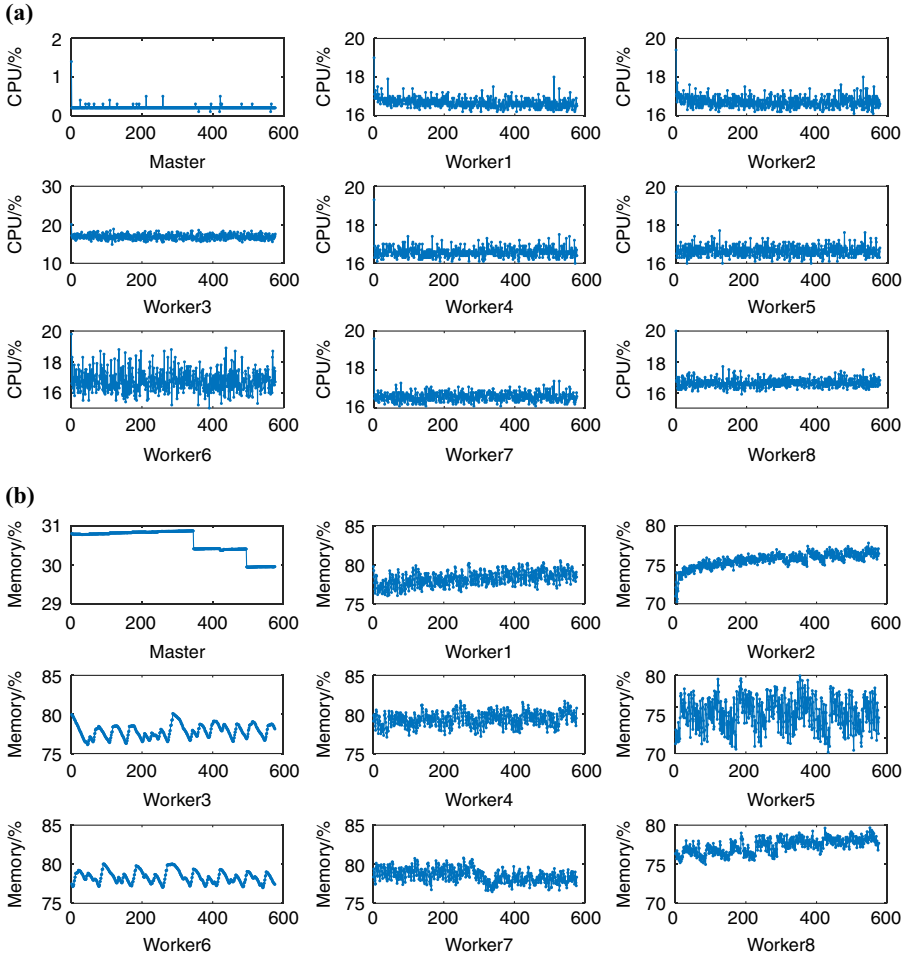 (a)
2
1
0
CPU/%
0 200 400 600
Master
20
18
16
CPU/%
0 200 400 600
Worker1
20
18
16
CPU/%
0 200 400 600
Worker2
30
20
10
CPU/%
0 200 400 600
Worker3
20
18
16
CPU/%
0 200 400 600
Worker4
20
18
16
CPU/%
0 200 400 600
Worker5
20
18
16
CPU/%
0 200 400 600
Worker6
20
18
16
CPU/%
0 200 400 600
Worker7
20
18
16
CPU/%
0 200 400 600
Worker8
(b)
31
30
29
Memory/%
0 200 400 600
Master
85
80
75
Memory/%
0 200 400 600
Worker1
80
75
70
Memory/%
0 200 400 600
Worker2
85
80
75
Memory/%
0 200 400 600
Worker3
85
80
75
Memory/%
0 200 400 600
Worker4
80
75
70
Memory/%
0 200 400 600
Worker5
85
80
75
Memory/%
0 200 400 600
Worker6
85
80
75
Memory/%
0 200 400 600
Worker7
80
75
70
Memory/%
0 200 400 600
Worker8